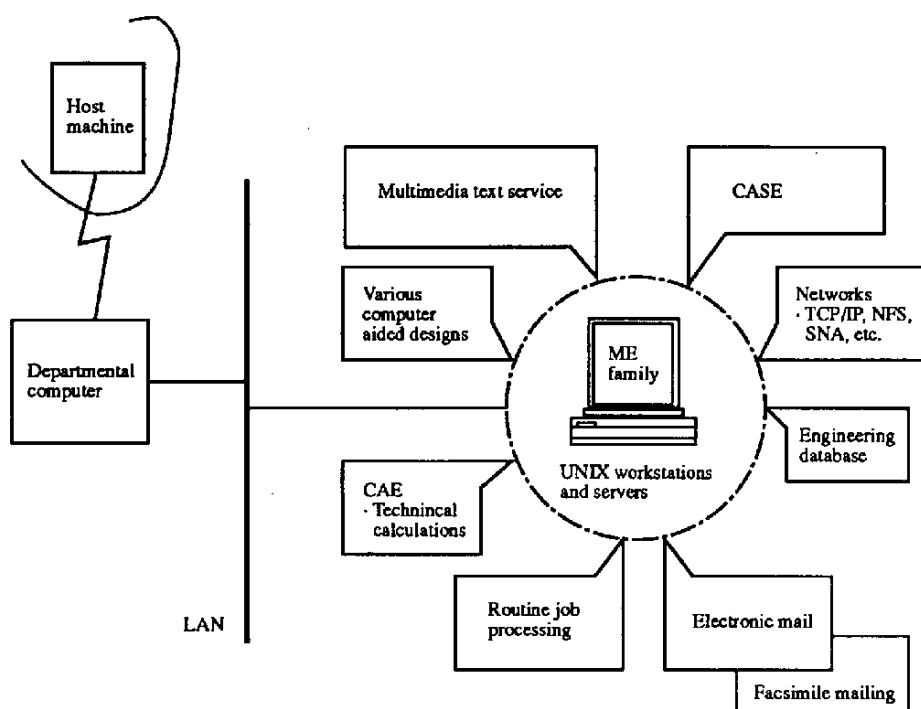 Host
machine
Multimedia text service
CASE
Various
computer
aided designs
Networks
· TCP/IP, NFS,
SNA, etc.
ME
family
Departmental
computer
Engineering
database
UNIX workstations
and servers
CAE
· Technincal
calculations
Routine job
processing
Electronic mail
LAN
Facsimile mailing